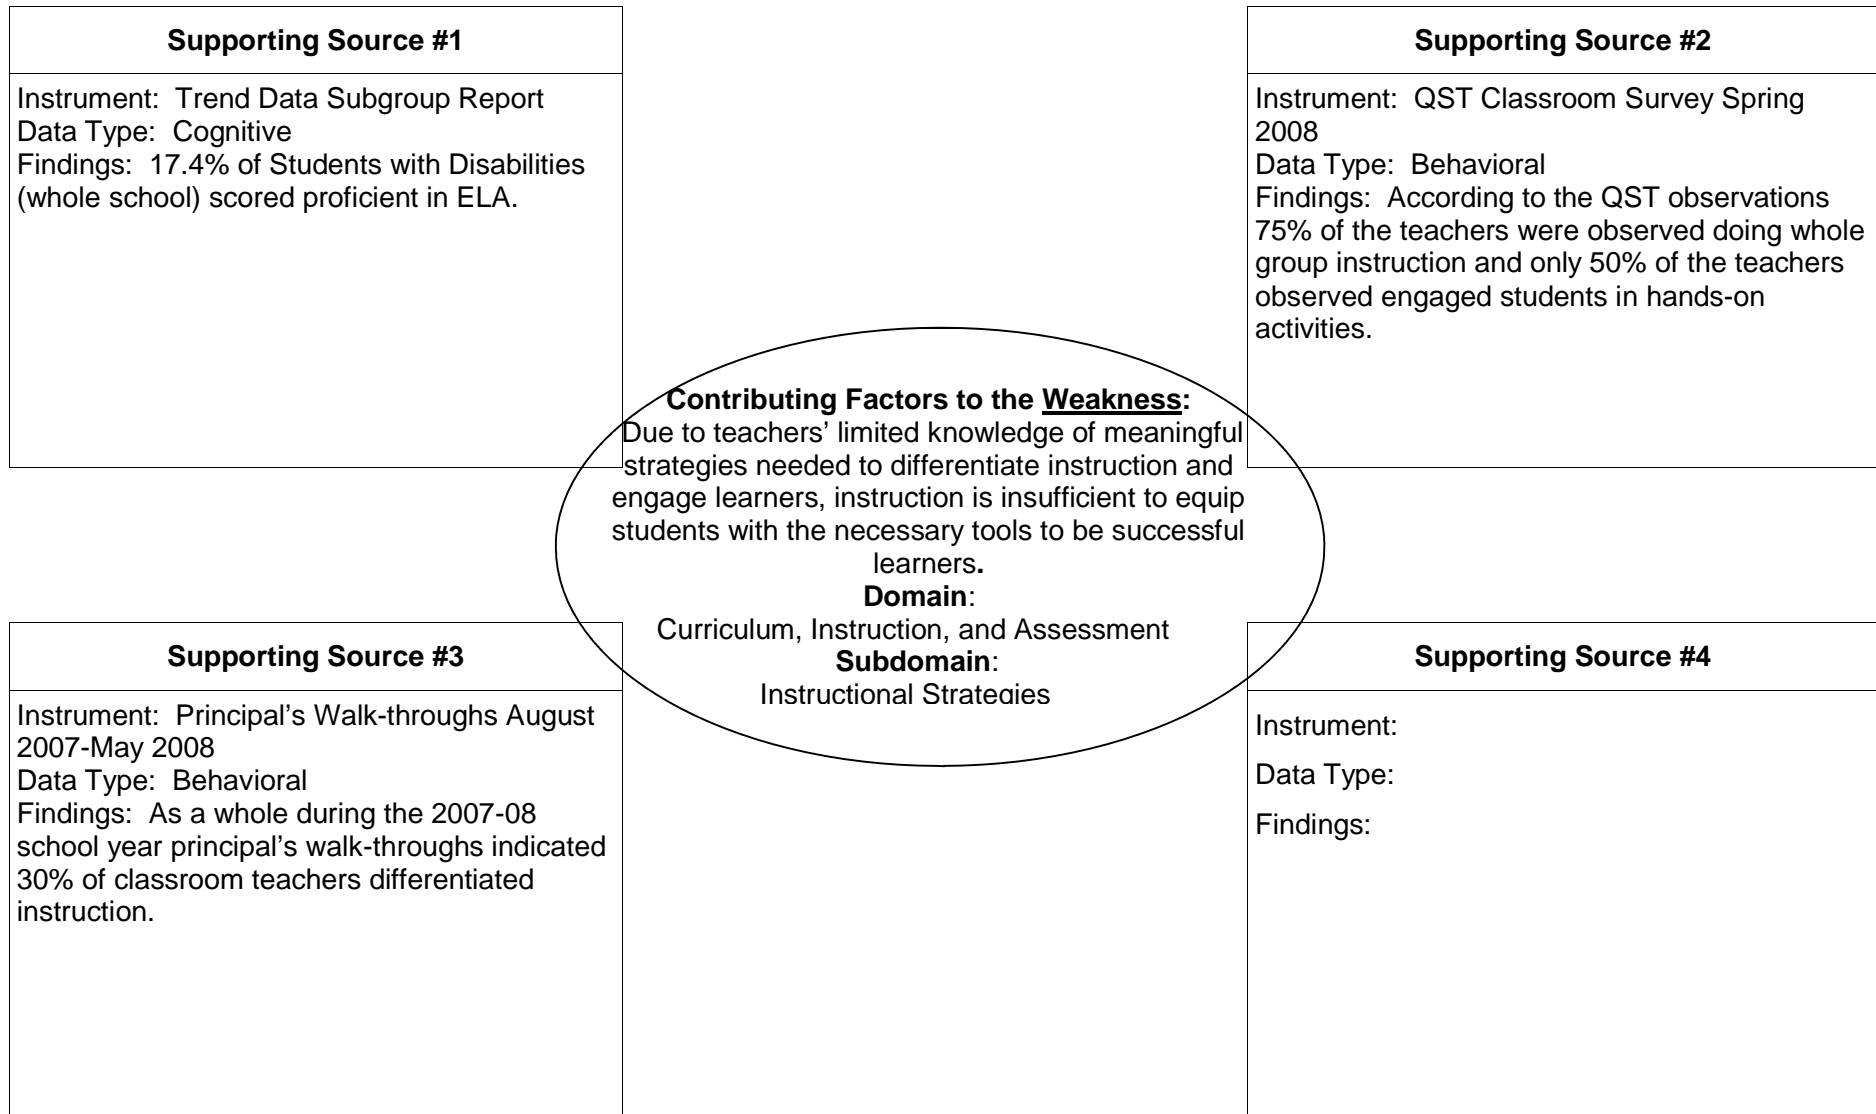 Supporting Source #1
Instrument:  Trend Data Subgroup Report
Data Type:  Cognitive
Findings:  17.4% of Students with Disabilities
(whole school) scored proficient in ELA.
Supporting Source #2
Instrument:  QST Classroom Survey Spring
2008
Data Type:  Behavioral
Findings:  According to the QST observations
75% of the teachers were observed doing whole
group instruction and only 50% of the teachers
observed engaged students in hands-on
activities.
Contributing Factors to the Weakness:
Due to teachers’ limited knowledge of meaningful
strategies needed to differentiate instruction and
engage learners, instruction is insufficient to equip
students with the necessary tools to be successful
learners.
Domain:
Curriculum, Instruction, and Assessment
Subdomain:
Instructional Strategies
Supporting Source #3
Instrument:  Principal’s Walk-throughs August
2007-May 2008
Data Type:  Behavioral
Findings:  As a whole during the 2007-08
school year principal’s walk-throughs indicated
30% of classroom teachers differentiated
instruction.
Supporting Source #4
Instrument:
Data Type:
Findings: